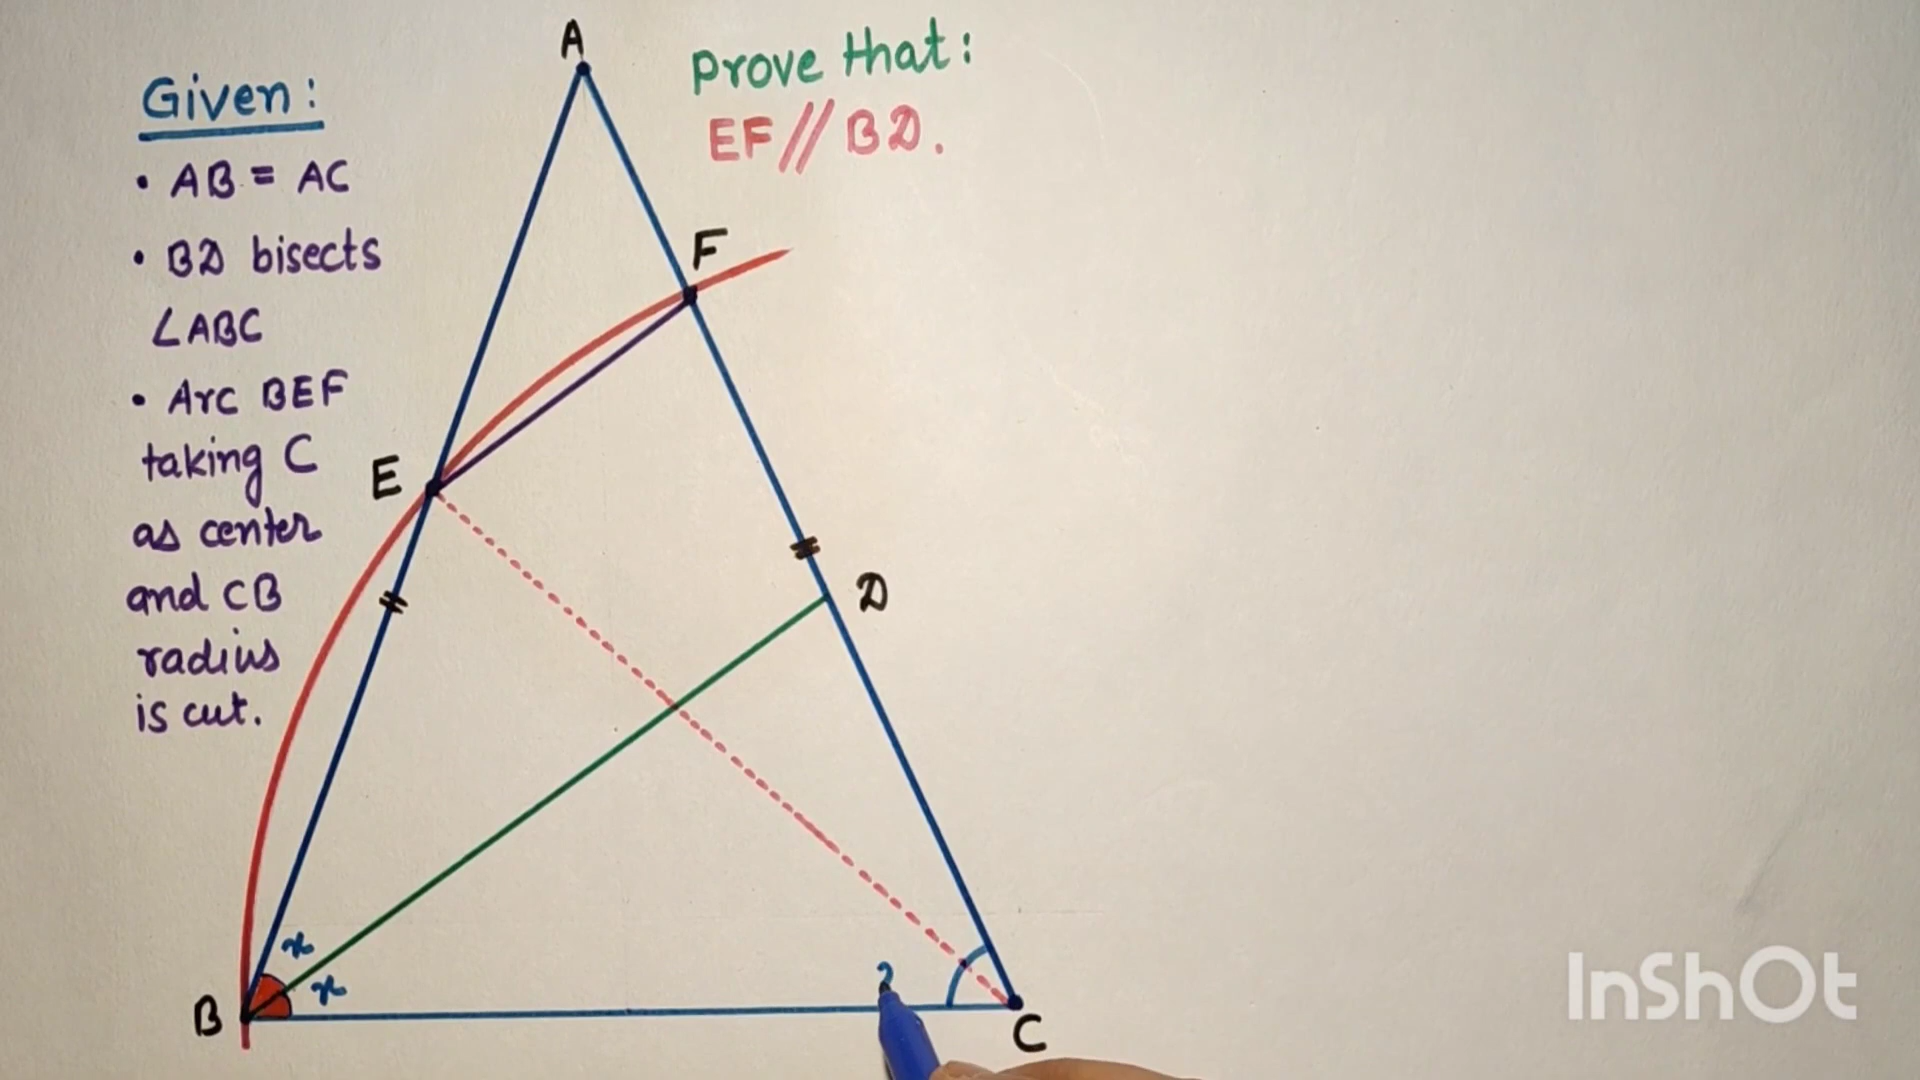 A
Given:
• AB = AC
• BD bisects
∠ABC
• Arc BEF
taking C
as center
and CB
radius
is cut.
Prove that:
EF // BD.
F
E
D
x
x
2
B
C
InShOt